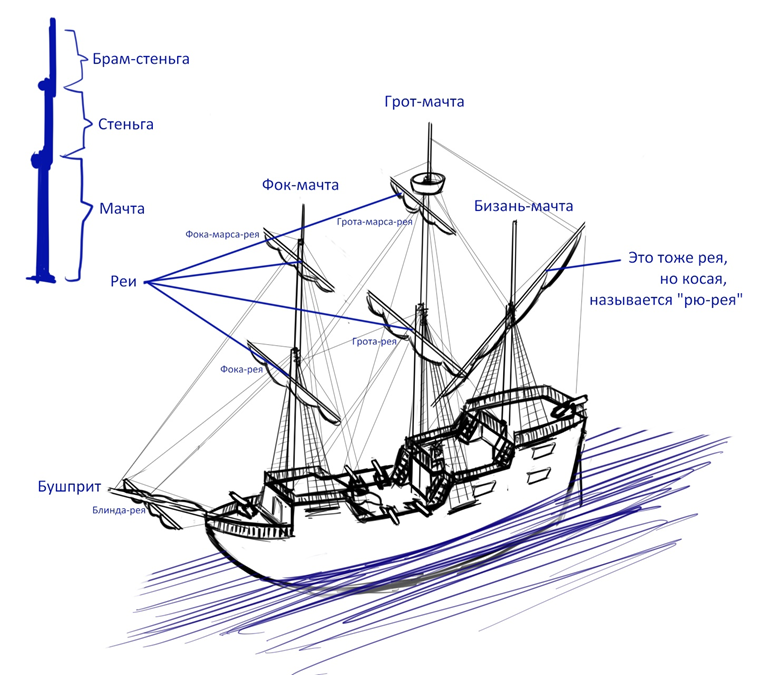 Брам-стеньга
Стеньга
Мачта
Грот-мачта
Фок-мачта
Бизань-мачта
Фока-марса-рея
Грота-марса-рея
Реи
Это тоже рея,
но косая,
называется "рю-рея"
Грота-рея
Фока-рея
Бушприт
Блинда-рея